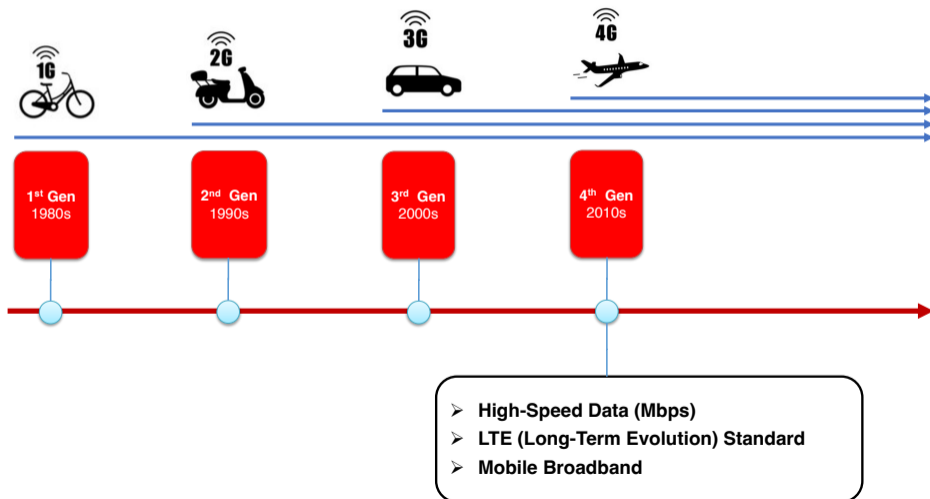 1G
2G
3G
4G
1st Gen
1980s
2nd Gen
1990s
3rd Gen
2000s
4th Gen
2010s
➢ High-Speed Data (Mbps)
➢ LTE (Long-Term Evolution) Standard
➢ Mobile Broadband